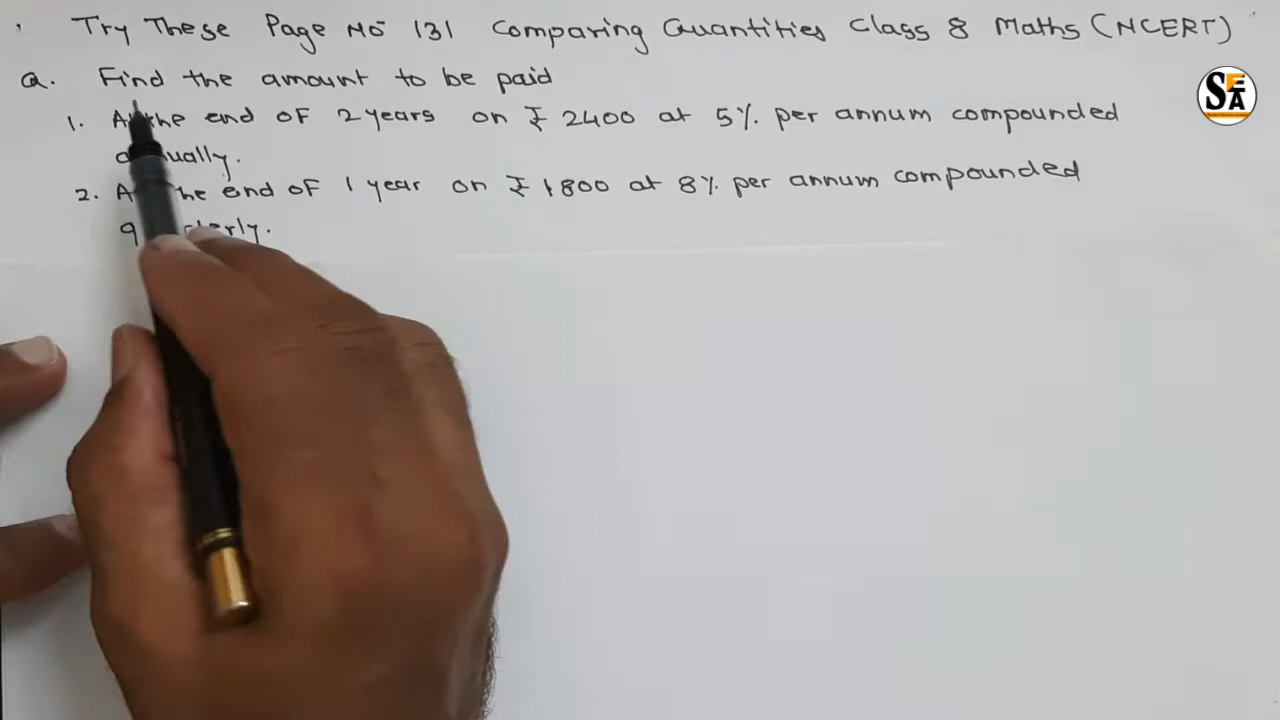 Try These Page No 131 Comparing Quantities Class 8 Maths (NCERT)
Q. Find the amount to be paid
1. At the end of 2 years on ₹ 2400 at 5% per annum compounded
2. At the end of 1 year on ₹ 1800 at 8% per annum compounded
SFA